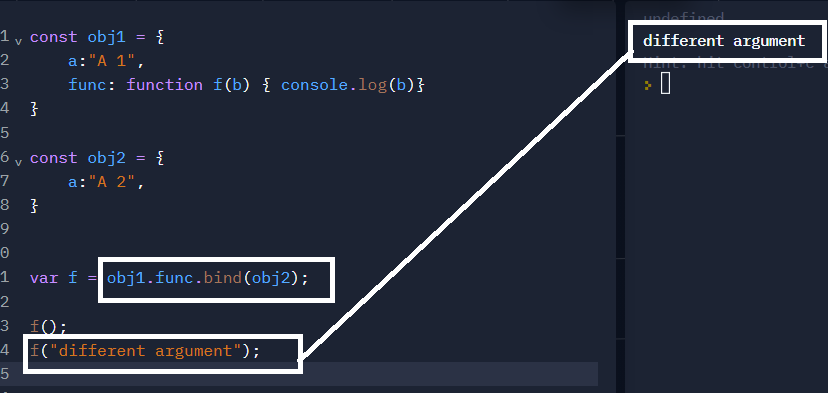 1 v const obj1 = {
2 a:"A 1",
3 func: function f(b) { console.log(b)}
4 }
5
6 v const obj2 = {
7 a:"A 2",
8 }
9
0
1 var f = obj1.func.bind(obj2);
2
3 f();
4 f("different argument");
5
undefined
different argument
hint: hit control+c a
>